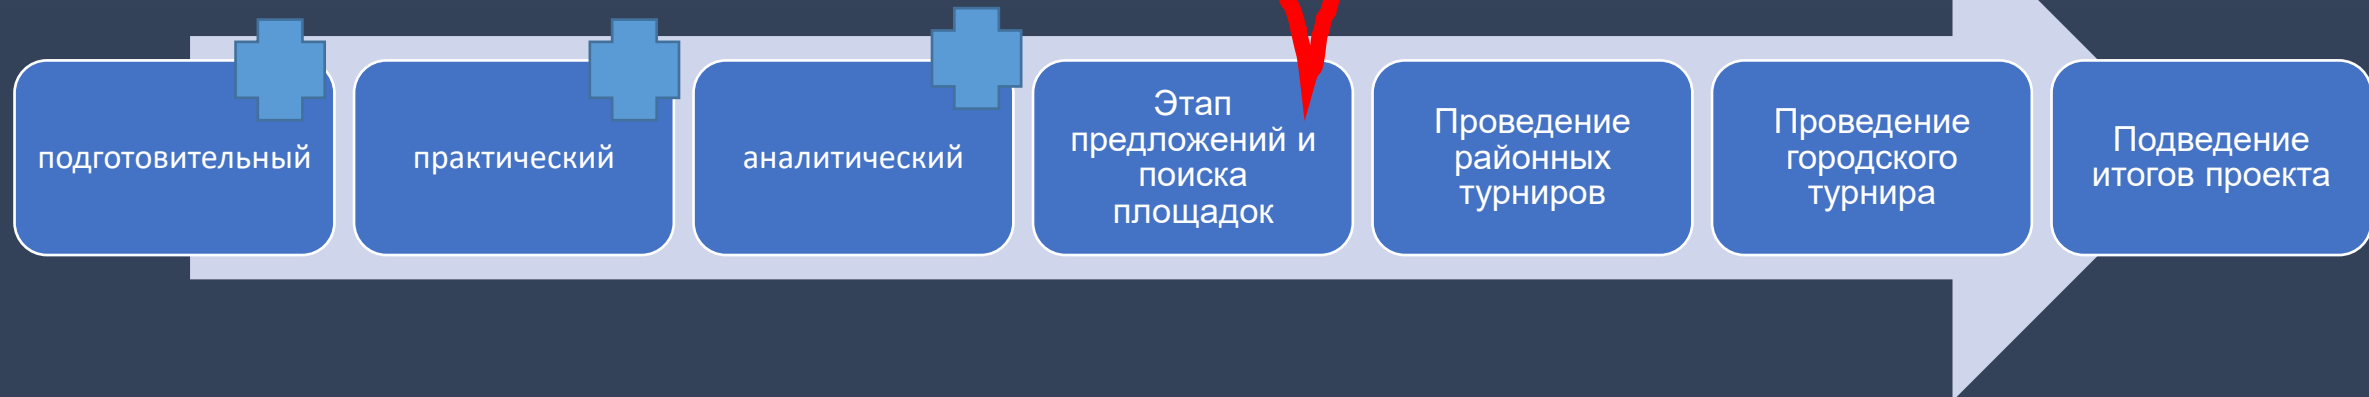 подготовительный
практический
аналитический
Этап
предложений и
поиска
площадок
Проведение
районных
турниров
Проведение
городского
турнира
Подведение
итогов проекта